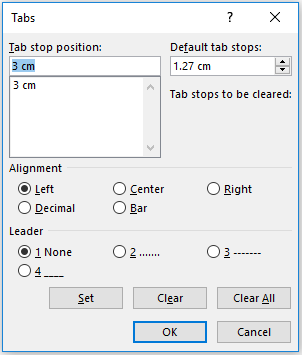 Tabs
Tab stop position: Default tab stops:
3 cm 1.27 cm
3 cm Tab stops to be cleared:
Alignment
Left Center Right
Decimal Bar
Leader
1 None 2 ....... 3 -------
4 ____
Set Clear Clear All
OK Cancel